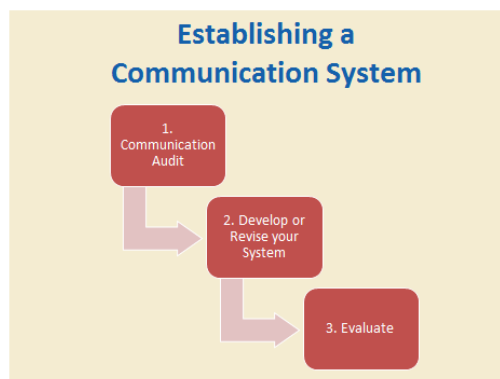 Establishing a
Communication System
1.
Communication
Audit
2. Develop or
Revise your
System
3. Evaluate